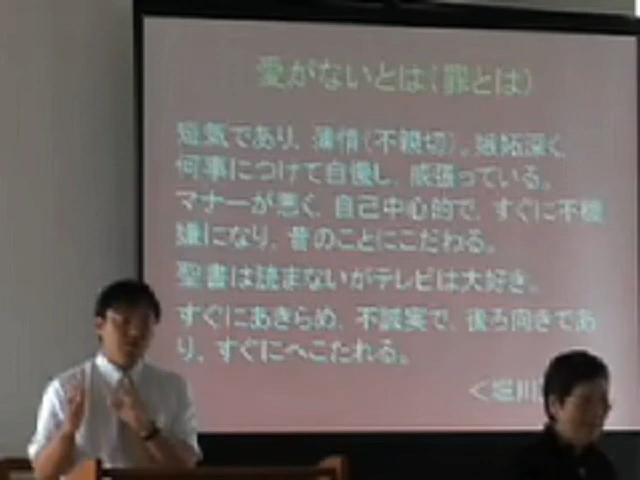 愛がないとは(罪とは)
短気であり、薄情(不親切)。嫉妬深く、
何事につけて自慢し、威張っている。
マナーが悪く、自己中心的で、すぐに不機
嫌になり、昔のことにこだわる。
聖書は読まないがテレビは大好き。
すぐにあきらめ、不誠実で、後ろ向きであ
り、すぐにへこたれる。
<堀川